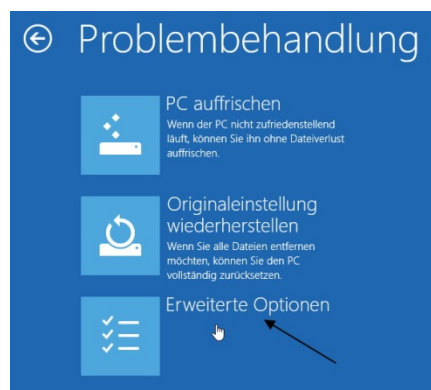 Problembehandlung
PC auffrischen
Wenn der PC nicht zufriedenstellend
läuft, können Sie ihn ohne Dateiverlust
auffrischen.
Originaleinstellung
wiederherstellen
Wenn Sie alle Dateien entfernen
möchten, können Sie den PC
vollständig zurücksetzen.
Erweiterte Optionen